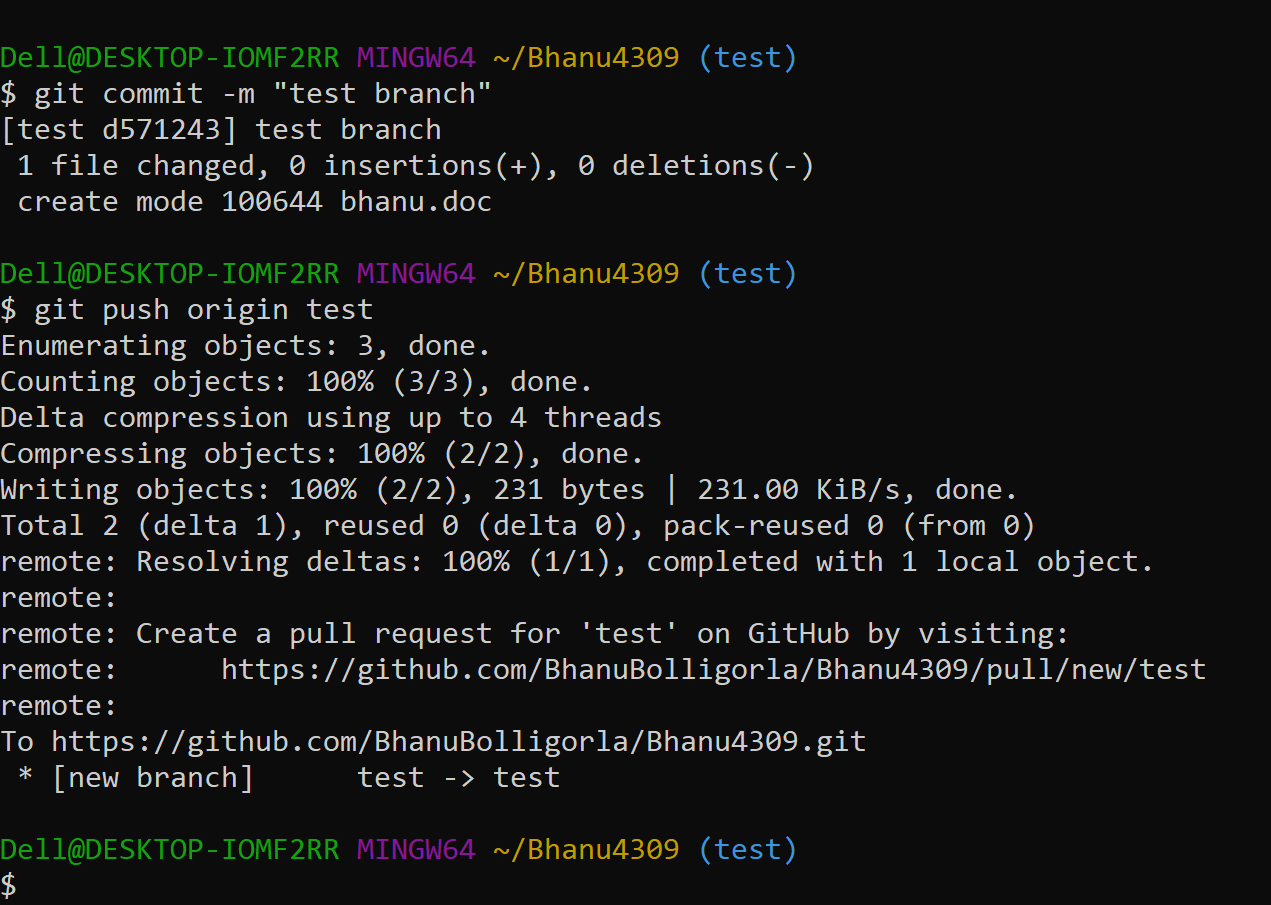 Dell@DESKTOP-IOMF2RR MINGW64 ~/Bhanu4309 (test)
$ git commit -m "test branch"
[test d571243] test branch
 1 file changed, 0 insertions(+), 0 deletions(-)
 create mode 100644 bhanu.doc

Dell@DESKTOP-IOMF2RR MINGW64 ~/Bhanu4309 (test)
$ git push origin test
Enumerating objects: 3, done.
Counting objects: 100% (3/3), done.
Delta compression using up to 4 threads
Compressing objects: 100% (2/2), done.
Writing objects: 100% (2/2), 231 bytes | 231.00 KiB/s, done.
Total 2 (delta 1), reused 0 (delta 0), pack-reused 0 (from 0)
remote: Resolving deltas: 100% (1/1), completed with 1 local object.
remote:
remote: Create a pull request for 'test' on GitHub by visiting:
remote:      https://github.com/BhanuBolligorla/Bhanu4309/pull/new/test
remote:
To https://github.com/BhanuBolligorla/Bhanu4309.git
 * [new branch]      test -> test

Dell@DESKTOP-IOMF2RR MINGW64 ~/Bhanu4309 (test)
$